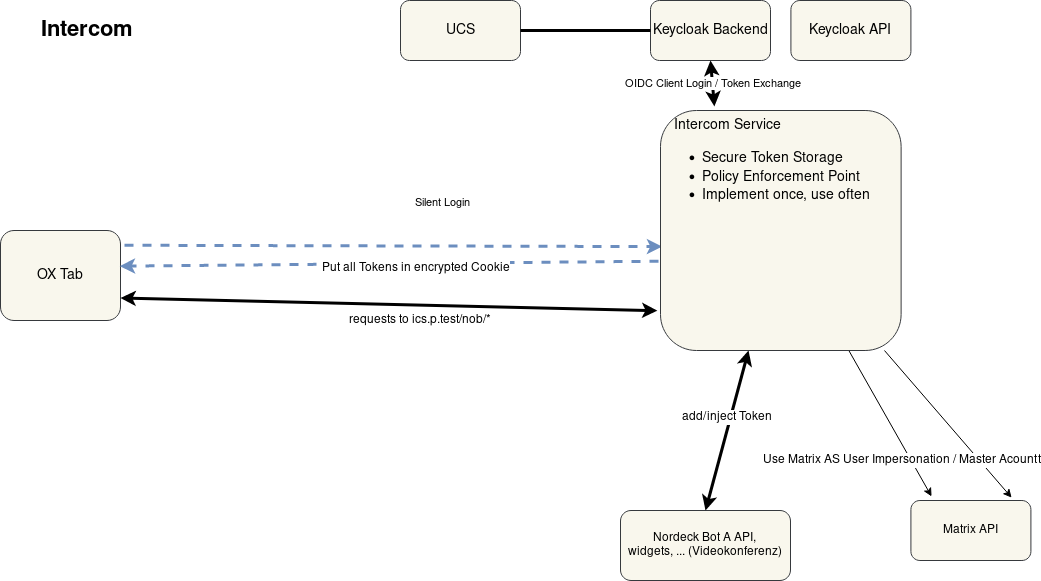 Intercom
UCS
Keycloak Backend
Keycloak API
OIDC Client Login / Token Exchange
Intercom Service
• Secure Token Storage
• Policy Enforcement Point
• Implement once, use often
Silent Login
OX Tab
Put all Tokens in encrypted Cookie
requests to ics.p.test/nob/*
add/inject Token
Use Matrix AS User Impersonation / Master Acountt
Nordeck Bot A API,
widgets, ... (Videokonferenz)
Matrix API